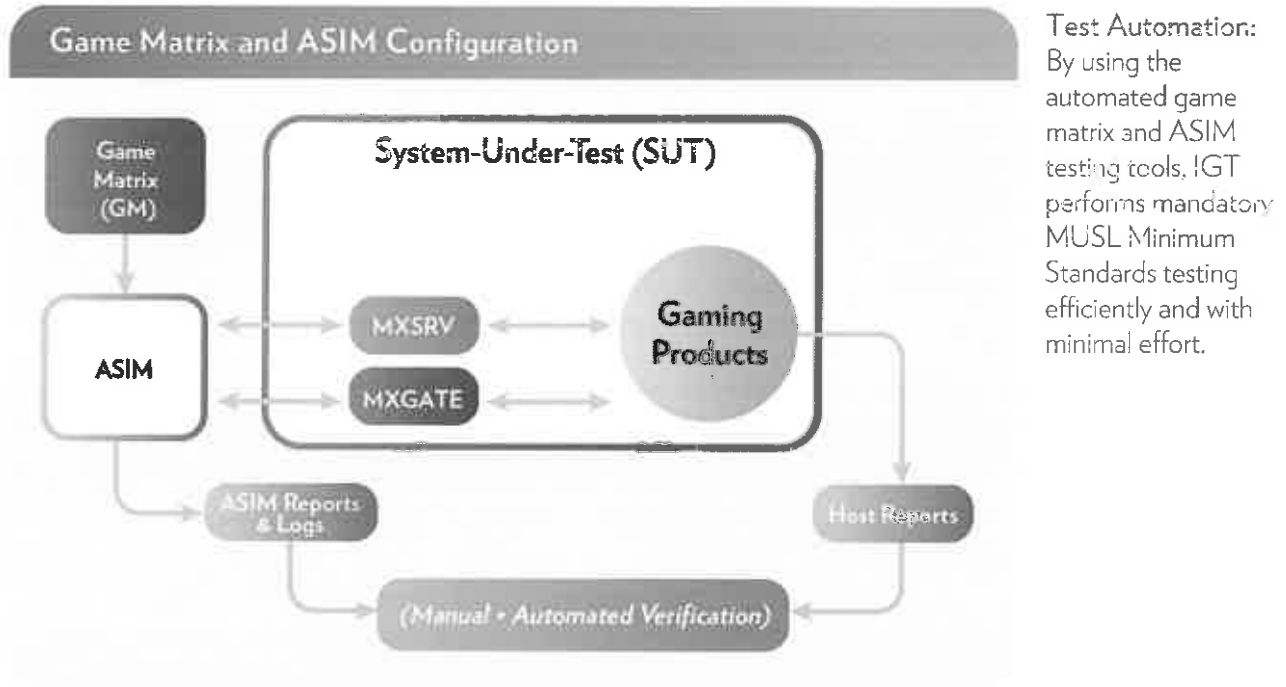 Game Matrix and ASIM Configuration
Game
Matrix
(GM)
System-Under-Test (SUT)
ASIM
MXSRV
MXGATE
Gaming
Products
ASIM Reports
& Logs
Host Reports
(Manual • Automated Verification)
Test Automation:
By using the
automated game
matrix and ASIM
testing tools, IGT
performs mandatory
MUSL Minimum
Standards testing
efficiently and with
minimal effort.